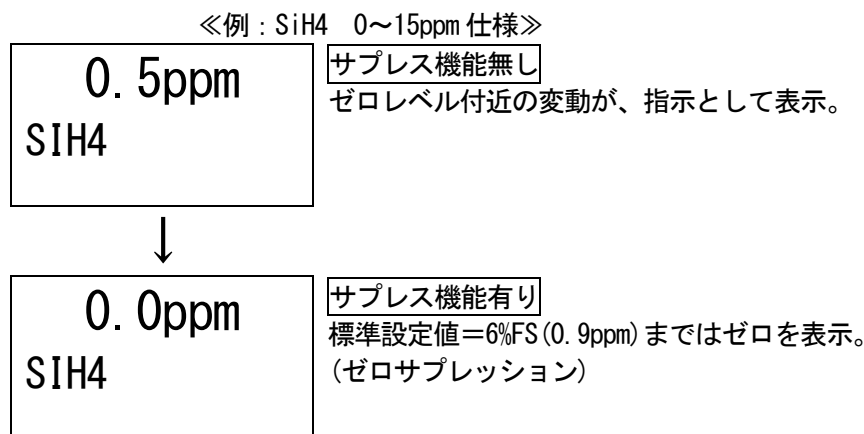 ≪例：SiH4　0～15ppm 仕様≫
0.5ppm
SIH4
サプレス機能無し
ゼロレベル付近の変動が、指示として表示。
↓
0.0ppm
SIH4
サプレス機能有り
標準設定値＝6%FS(0.9ppm)まではゼロを表示。
(ゼロサプレッション)